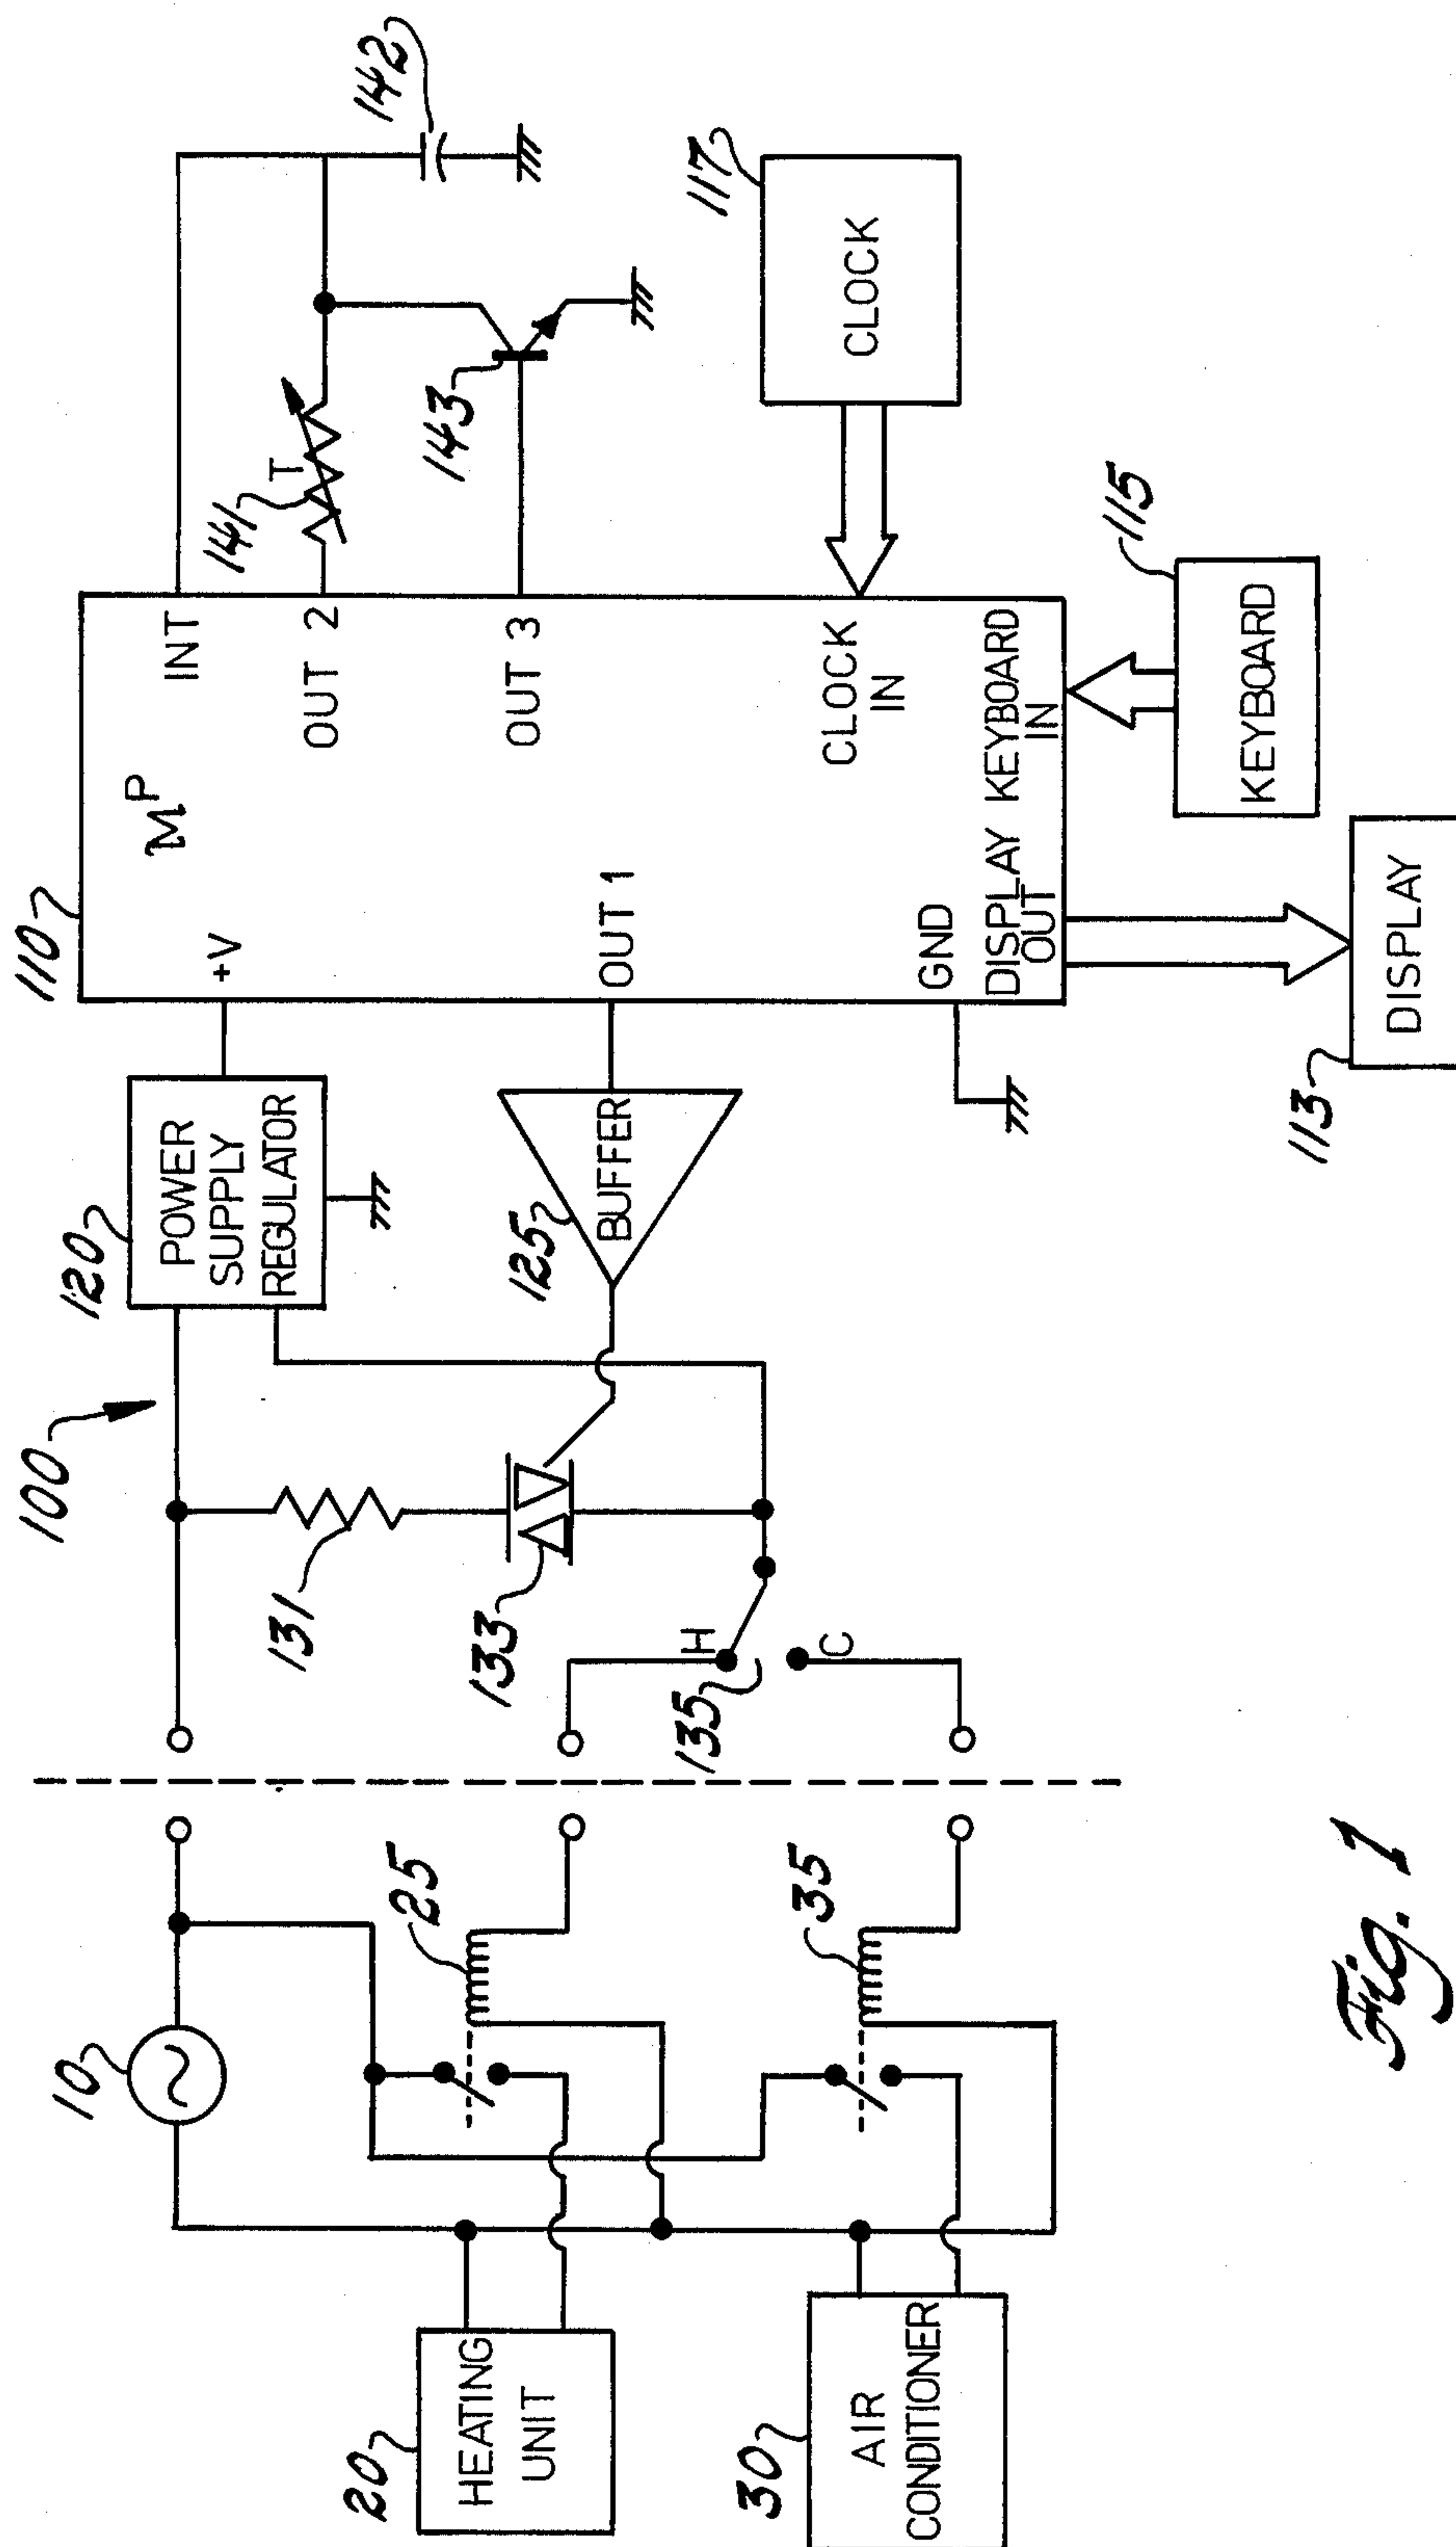 110
μP
+V
INT
OUT 2
OUT 1
OUT 3
CLOCK
IN
GND
DISPLAY
OUT
KEYBOARD
IN
120
POWER
SUPPLY
REGULATOR
100
125
BUFFER
131
133
H
135
C
141
T
142
143
117
CLOCK
115
KEYBOARD
113
DISPLAY
10
25
35
20
HEATING
UNIT
30
AIR
CONDITIONER
Fig. 1